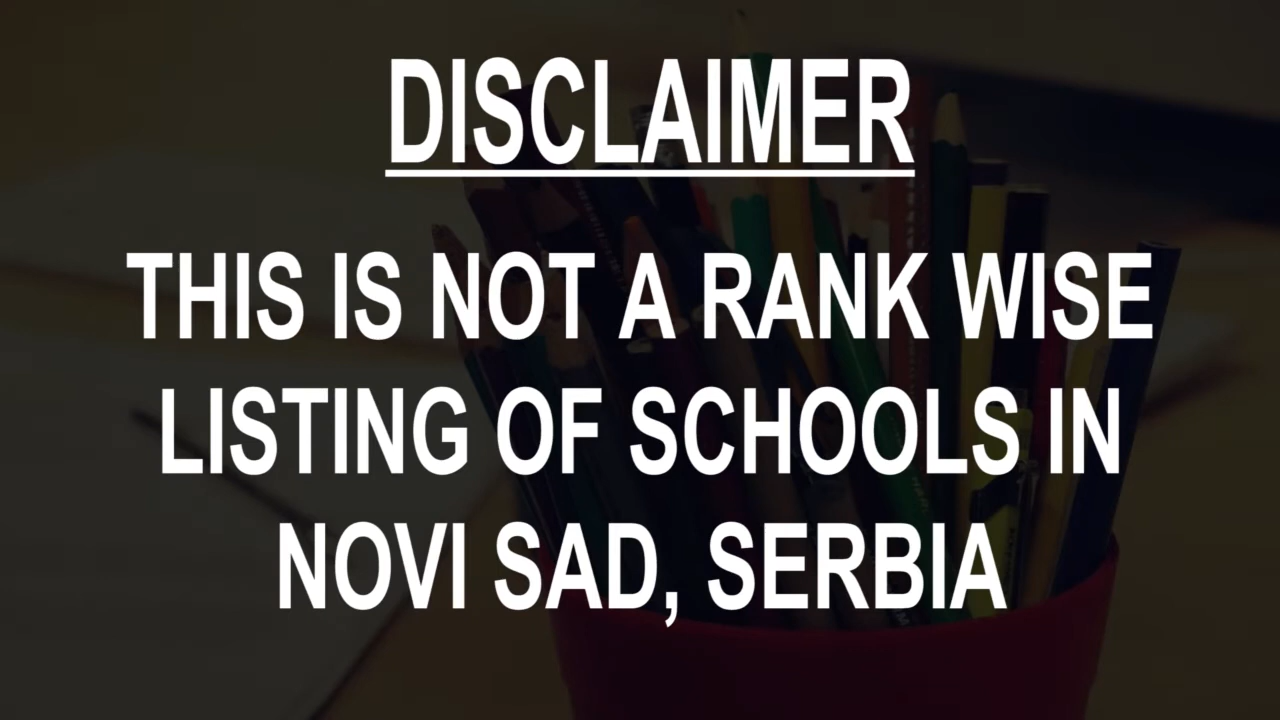 DISCLAIMER
THIS IS NOT A RANK WISE
LISTING OF SCHOOLS IN
NOVI SAD, SERBIA